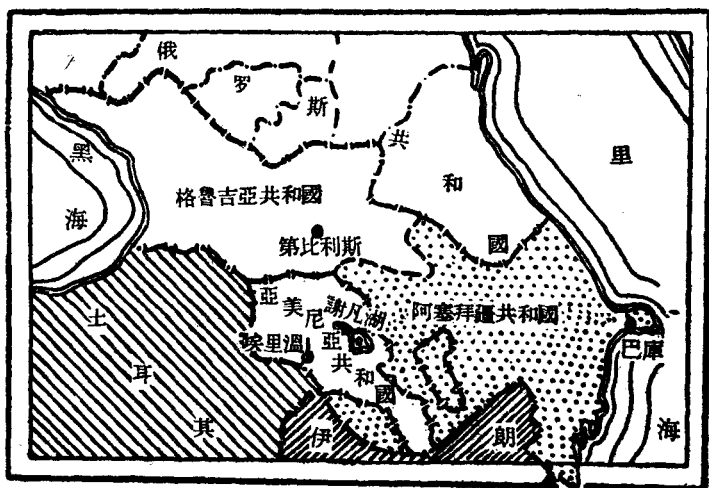 俄罗斯共和國
黑海
里海
格魯吉亞共和國
第比利斯
亞美尼亞共和國
謝凡湖
阿塞拜疆共和國
埃里溫
巴庫
土耳其
伊朗